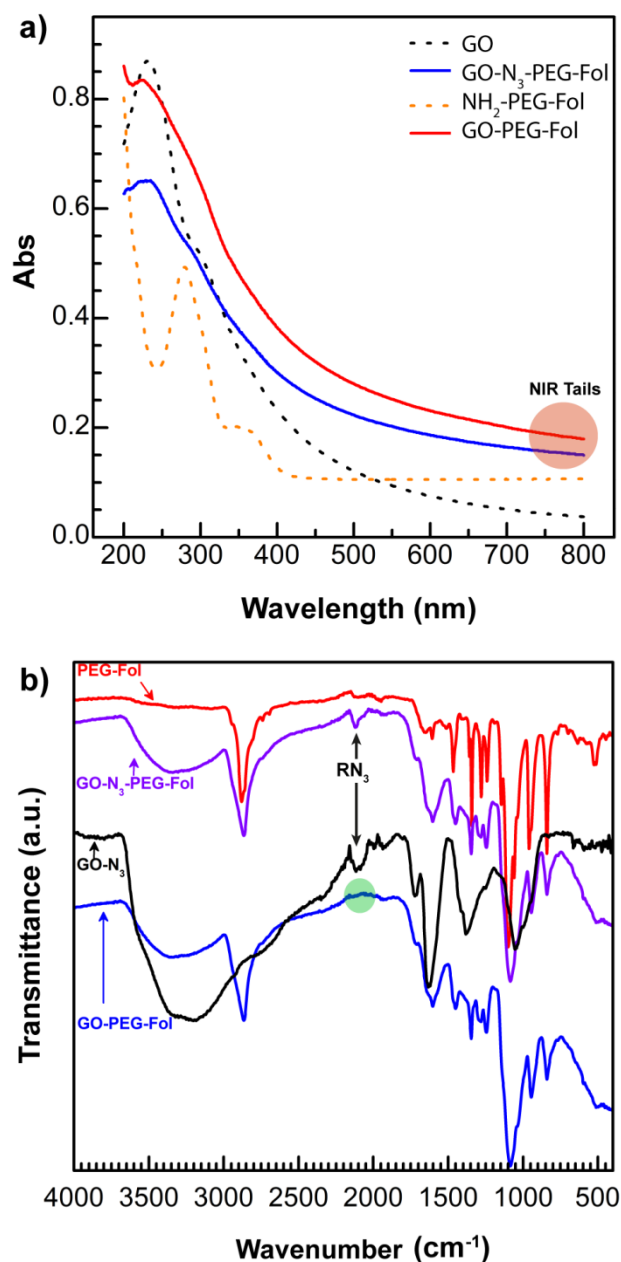 a)
GO
GO-N₃-PEG-Fol
NH₂-PEG-Fol
GO-PEG-Fol
Abs
0.8
0.6
0.4
0.2
0.0
NIR Tails
200 300 400 500 600 700 800
Wavelength (nm)
b)
PEG-Fol
GO-N₃-PEG-Fol
RN₃
GO-N₃
GO-PEG-Fol
Transmittance (a.u.)
4000 3500 3000 2500 2000 1500 1000 500
Wavenumber (cm⁻¹)